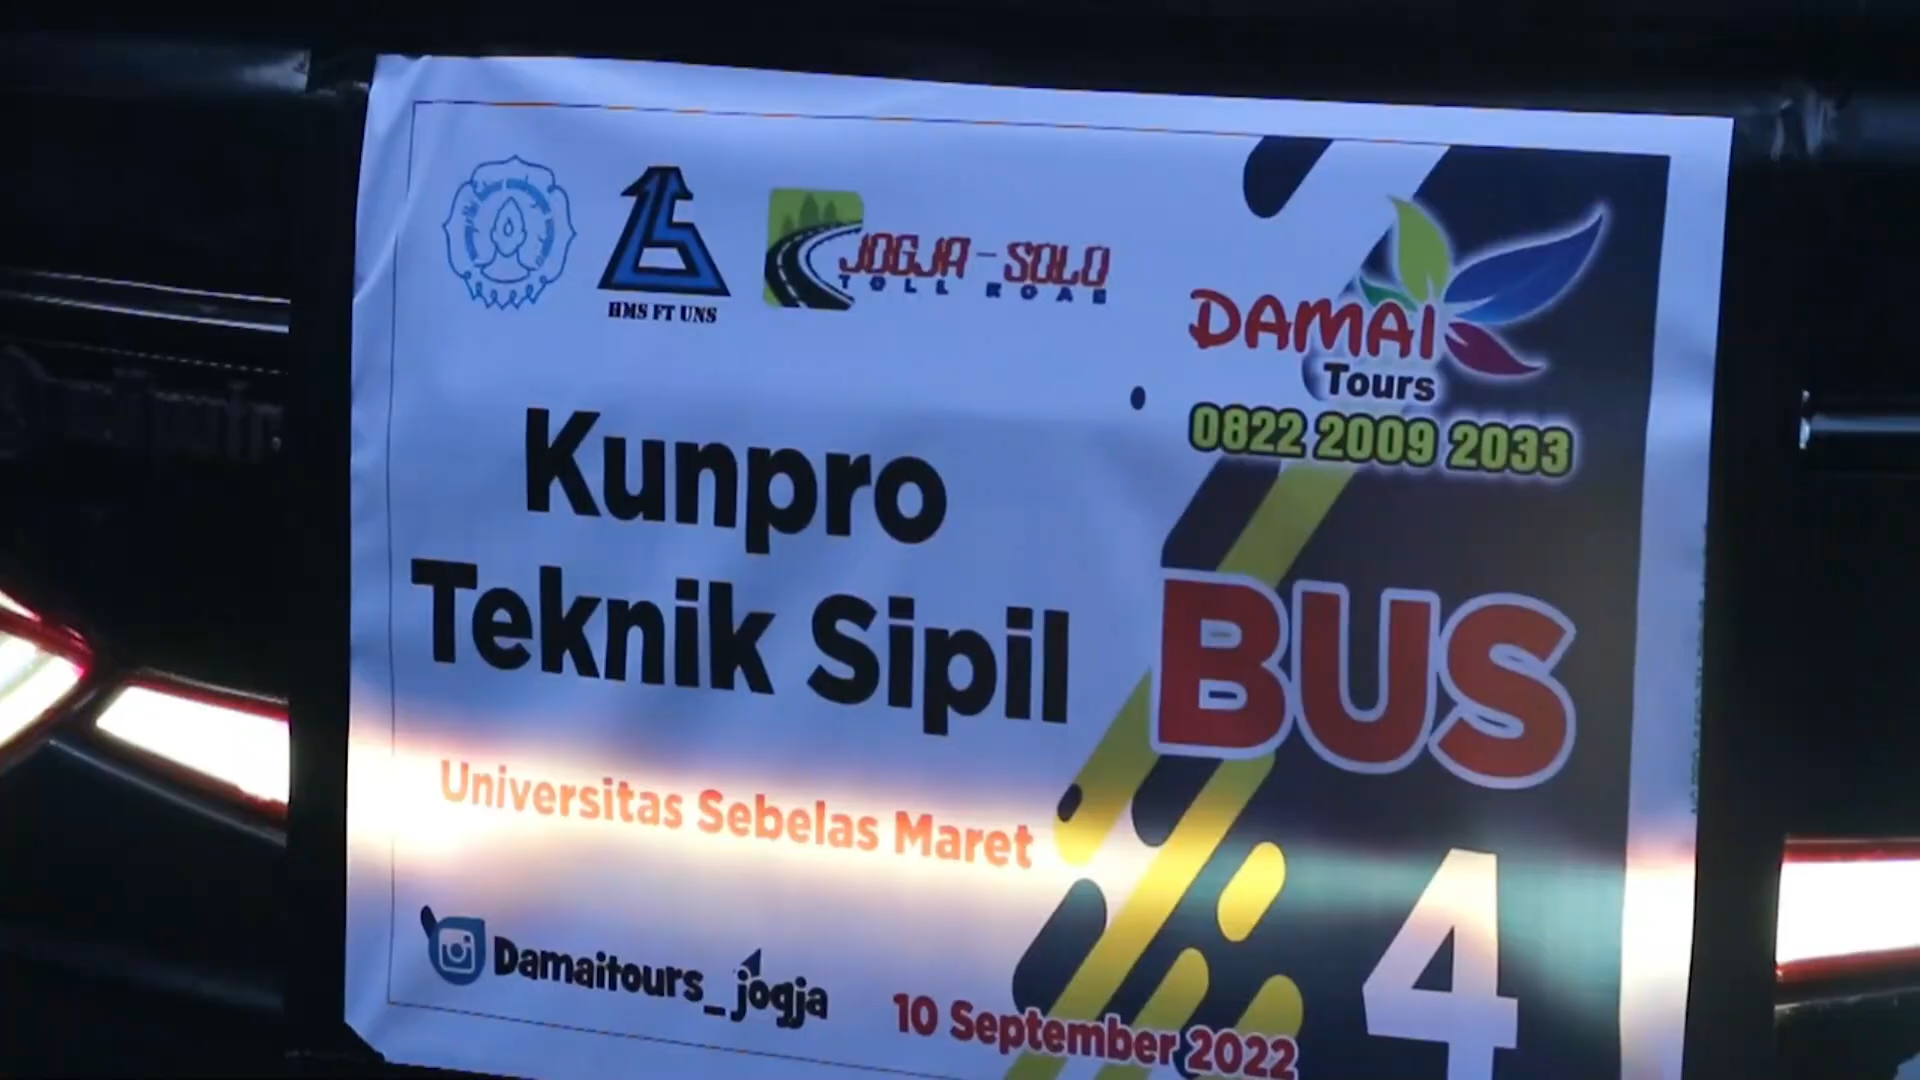 HMS FT UNS
JOGJA - SOLO
TOLL ROAD
DAMAI
Tours
0822 2009 2033
Kunpro
Teknik Sipil
Universitas Sebelas Maret
BUS
4
Damaitours_jogja
10 September 2022